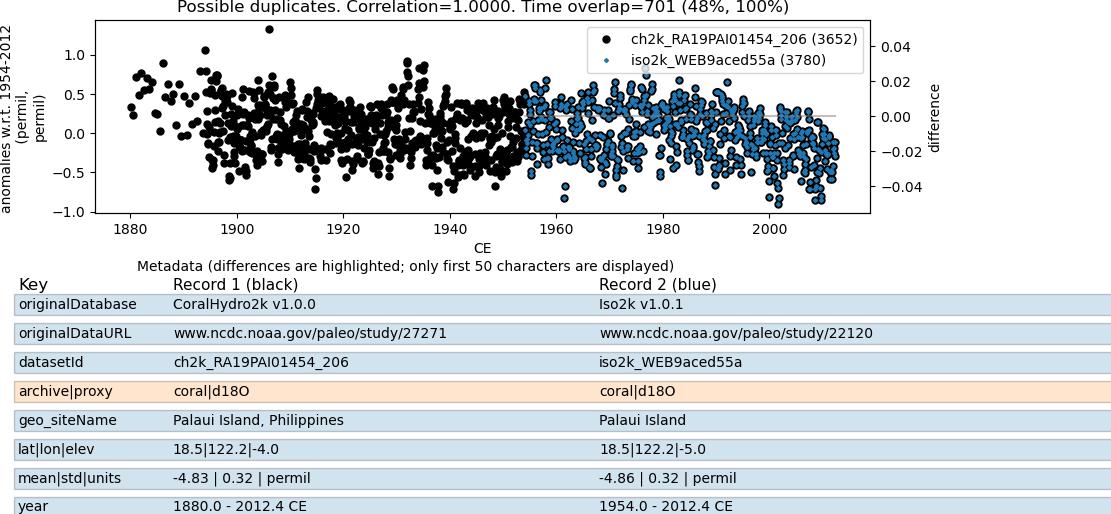 Possible duplicates. Correlation=1.0000. Time overlap=701 (48%, 100%)
anomalies w.r.t. 1954-2012
(permil,
permil)
1.0
0.5
0.0
−0.5
−1.0
ch2k_RA19PAI01454_206 (3652)
iso2k_WEB9aced55a (3780)
0.04
0.02
0.00
−0.02
−0.04
difference
1880 1900 1920 1940 1960 1980 2000
CE
Metadata (differences are highlighted; only first 50 characters are displayed)
Key Record 1 (black) Record 2 (blue)
originalDatabase CoralHydro2k v1.0.0 Iso2k v1.0.1
originalDataURL www.ncdc.noaa.gov/paleo/study/27271 www.ncdc.noaa.gov/paleo/study/22120
datasetId ch2k_RA19PAI01454_206 iso2k_WEB9aced55a
archive|proxy coral|d18O coral|d18O
geo_siteName Palaui Island, Philippines Palaui Island
lat|lon|elev 18.5|122.2|-4.0 18.5|122.2|-5.0
mean|std|units -4.83 | 0.32 | permil -4.86 | 0.32 | permil
year 1880.0 - 2012.4 CE 1954.0 - 2012.4 CE